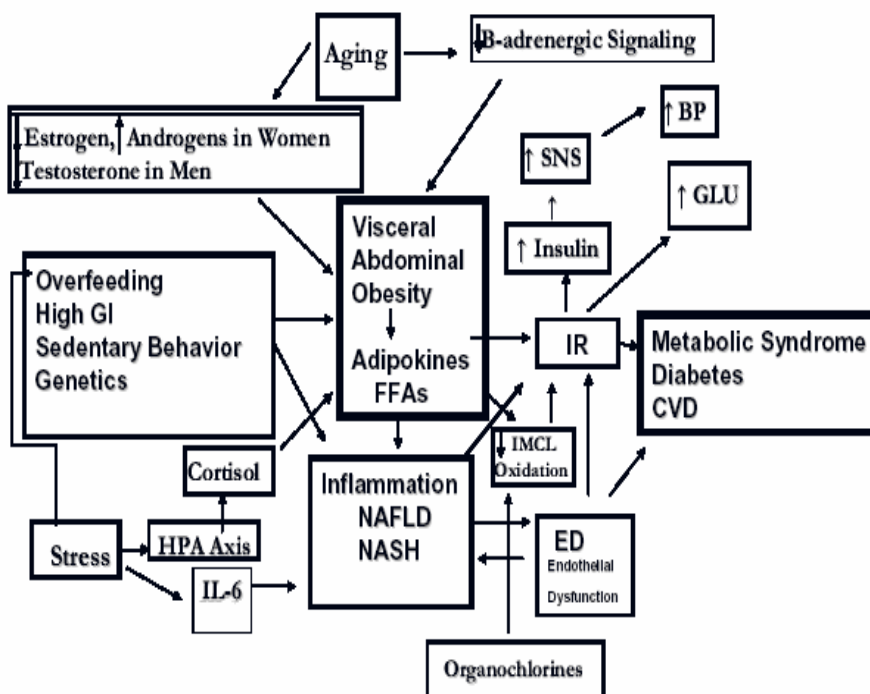 Aging
↓B-adrenergic Signaling
↓Estrogen,↑Androgens in Women
↓Testosterone in Men
↑ BP
↑ SNS
↑ GLU
↑ Insulin
Visceral
Abdominal
Obesity
Adipokines
FFAs
Overfeeding
High GI
Sedentary Behavior
Genetics
IR
Metabolic Syndrome
Diabetes
CVD
↓ IMCL
Oxidation
Cortisol
Inflammation
NAFLD
NASH
Stress
HPA Axis
IL-6
ED
Endothelial
Dysfunction
Organochlorines